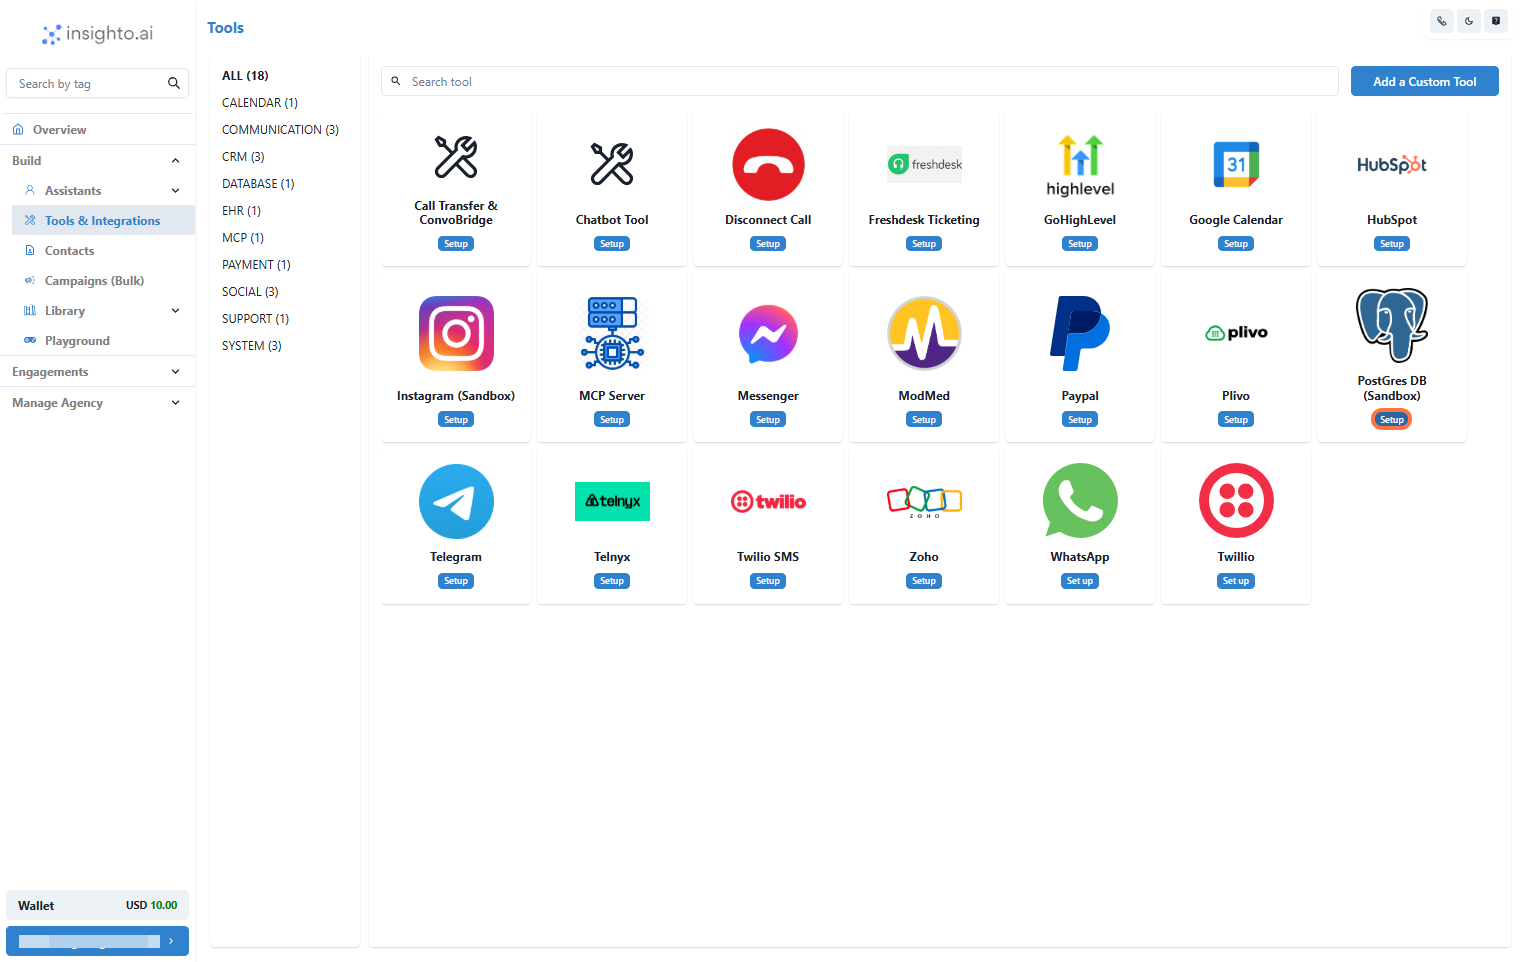 insighto.ai
Tools
Search by tag
Overview
Build
Assistants
Tools & Integrations
Contacts
Campaigns (Bulk)
Library
Playground
Engagements
Manage Agency
Wallet
USD 10.00
ALL (18)
CALENDAR (1)
COMMUNICATION (3)
CRM (3)
DATABASE (1)
EHR (1)
MCP (1)
PAYMENT (1)
SOCIAL (3)
SUPPORT (1)
SYSTEM (3)
Search tool
Add a Custom Tool
Call Transfer &
ConvoBridge
Setup
Chatbot Tool
Setup
Disconnect Call
Setup
freshdesk
Freshdesk Ticketing
Setup
highlevel
GoHighLevel
Setup
31
Google Calendar
Setup
HubSpot
HubSpot
Setup
Instagram (Sandbox)
Setup
MCP Server
Setup
Messenger
Setup
ModMed
Setup
Paypal
Setup
plivo
Plivo
Setup
PostGres DB
(Sandbox)
Setup
Telegram
Setup
telnyx
Telnyx
Setup
twilio
Twilio SMS
Setup
ZOHO
Zoho
Setup
WhatsApp
Set up
Twillio
Set up